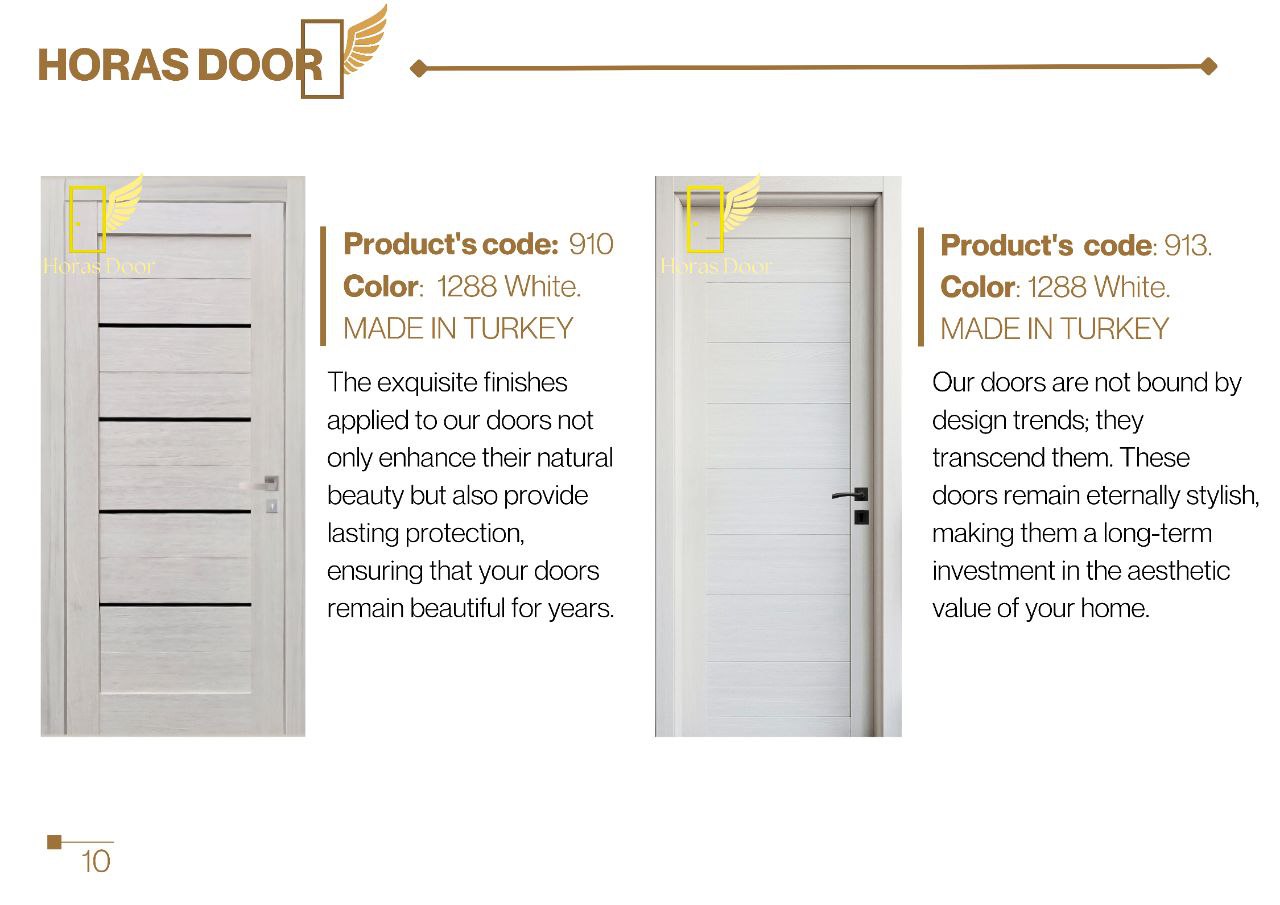 HORAS DOOR
Horas Door
Product's code: 910
Color: 1288 White.
MADE IN TURKEY
The exquisite finishes
applied to our doors not
only enhance their natural
beauty but also provide
lasting protection,
ensuring that your doors
remain beautiful for years.
Horas Door
Product's code: 913.
Color: 1288 White.
MADE IN TURKEY
Our doors are not bound by
design trends; they
transcend them. These
doors remain eternally stylish,
making them a long-term
investment in the aesthetic
value of your home.
10